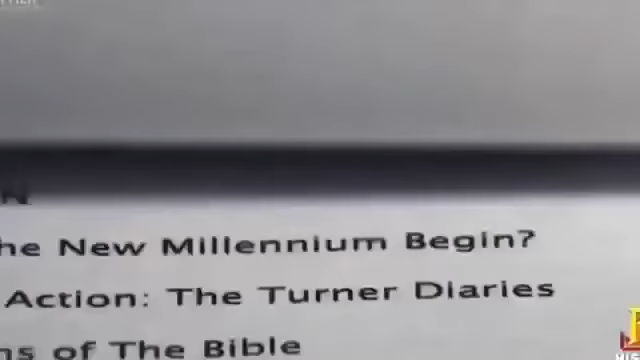 N
he New Millennium Begin?
Action: The Turner Diaries
ns of The Bible